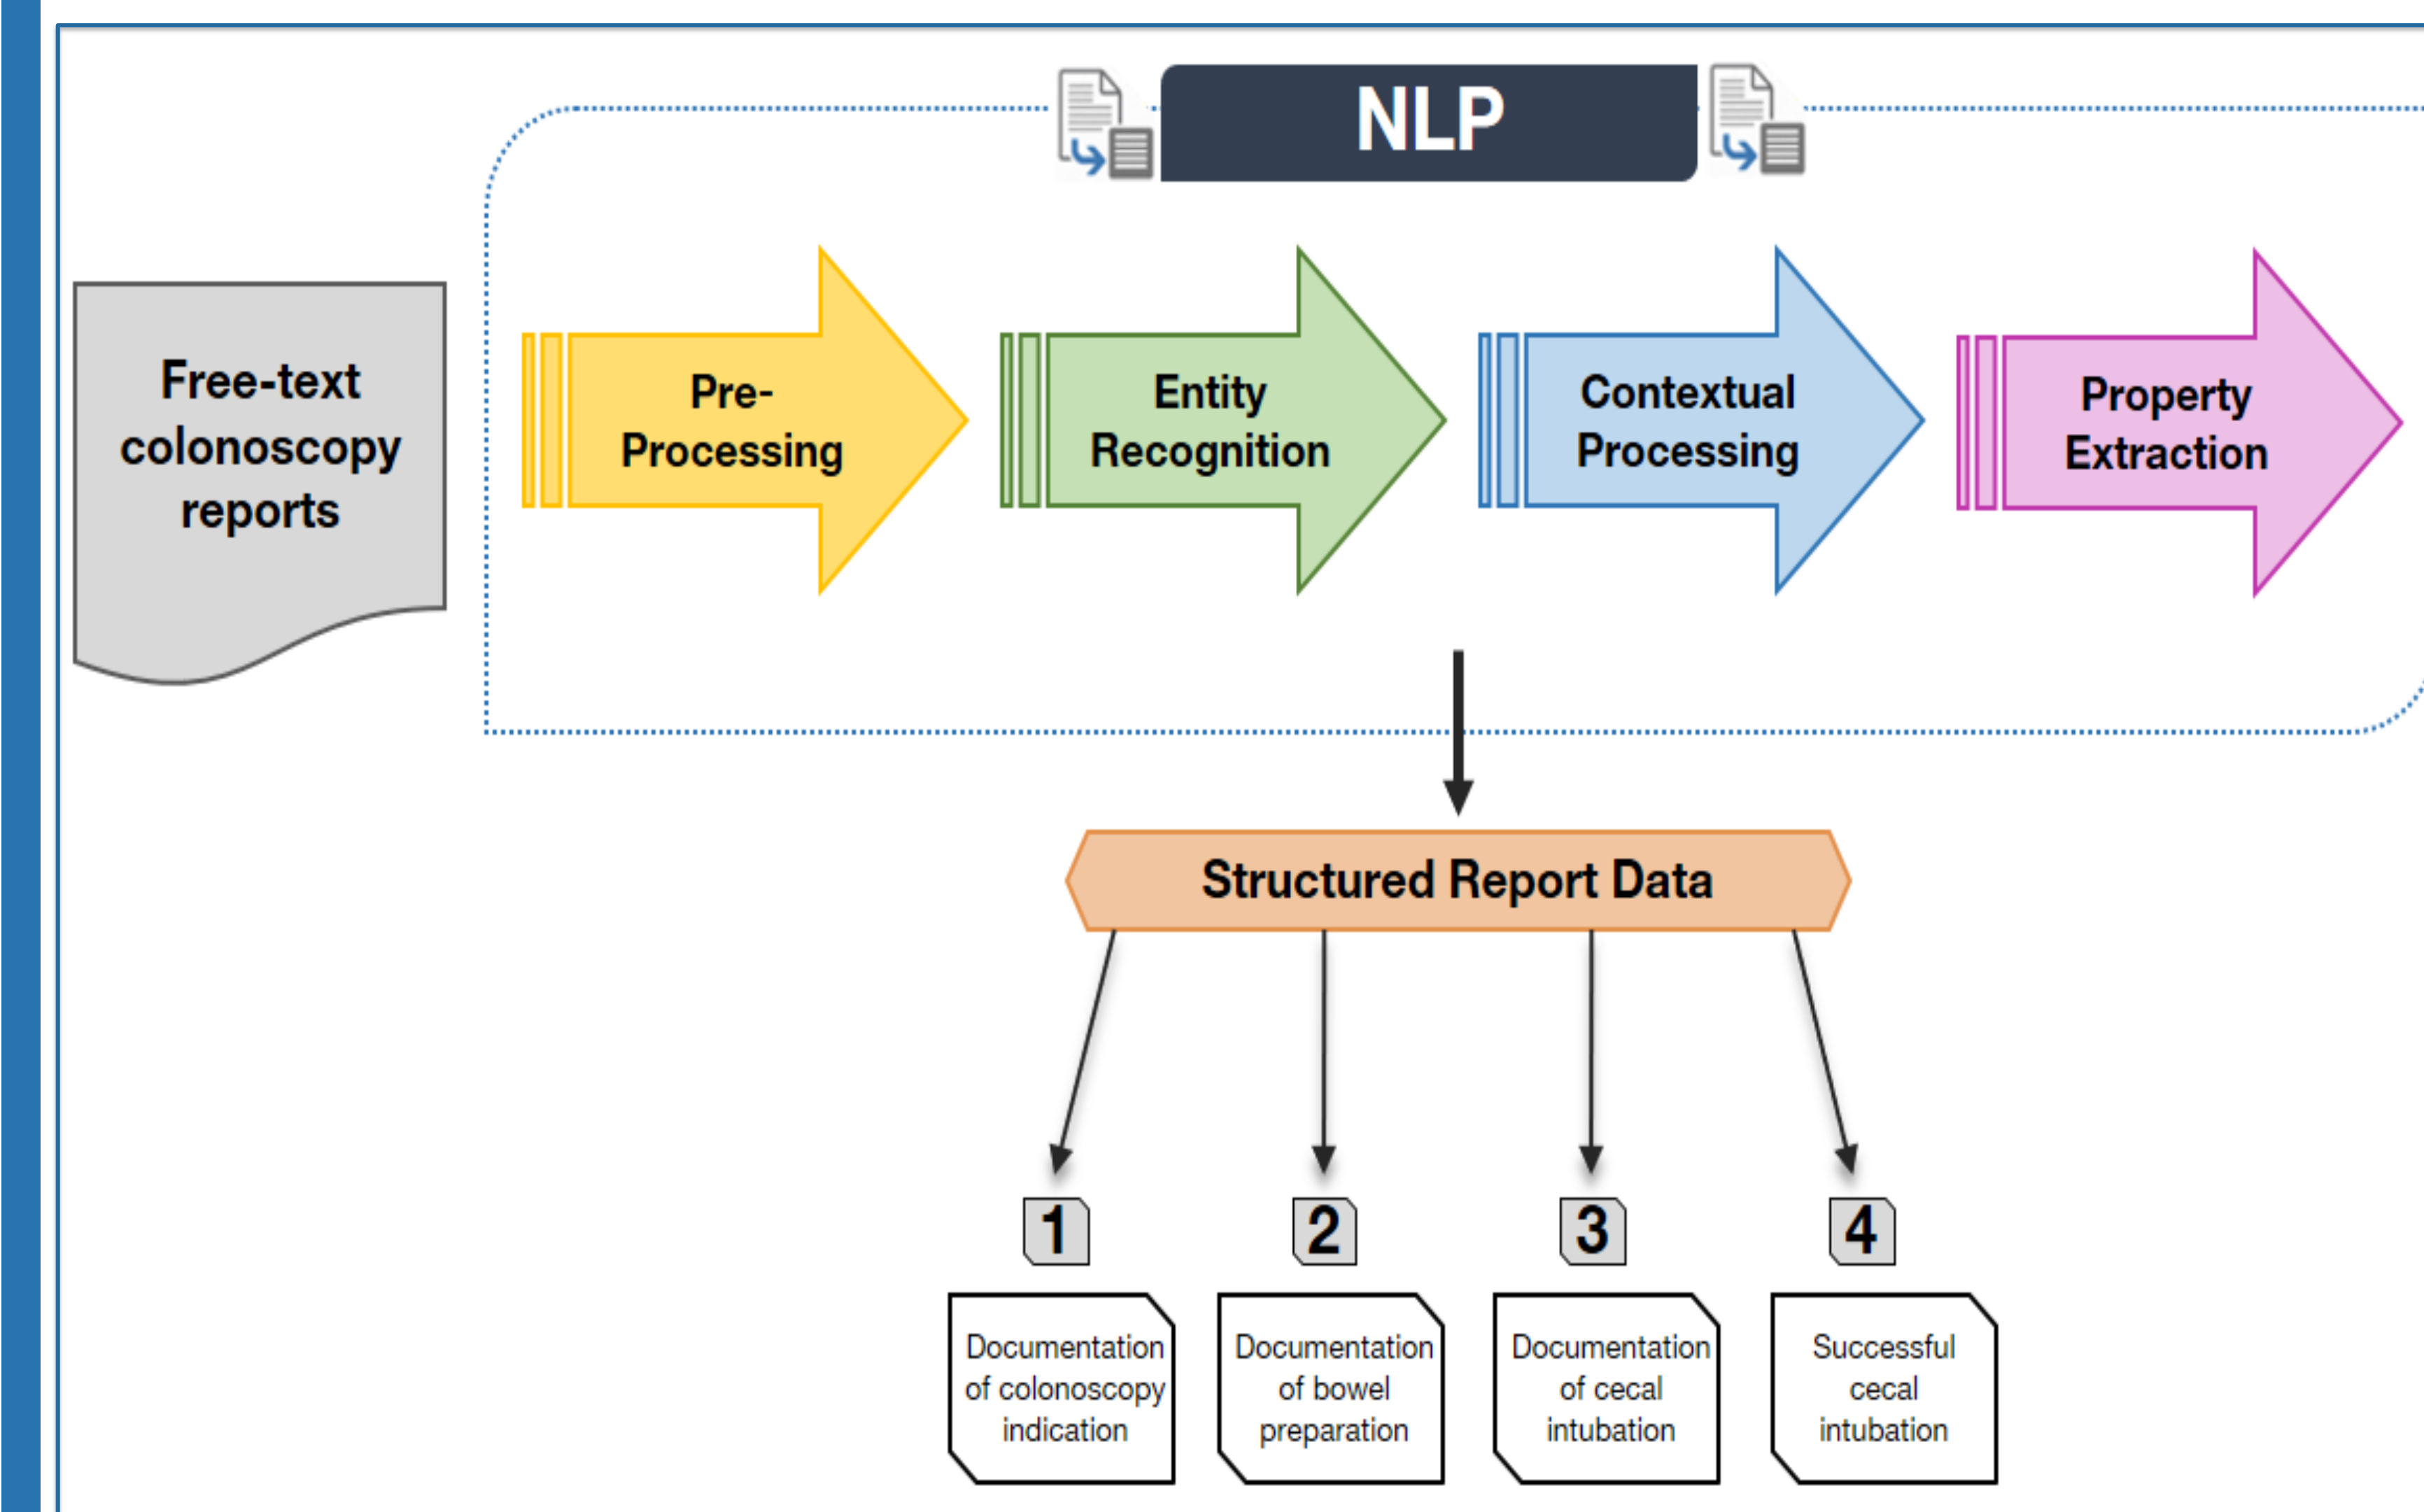 NLP
Free-text
colonoscopy
reports
Pre-
Processing
Entity
Recognition
Contextual
Processing
Property
Extraction
Structured Report Data
1
2
3
4
Documentation
of colonoscopy
indication
Documentation
of bowel
preparation
Documentation
of cecal
intubation
Successful
cecal
intubation